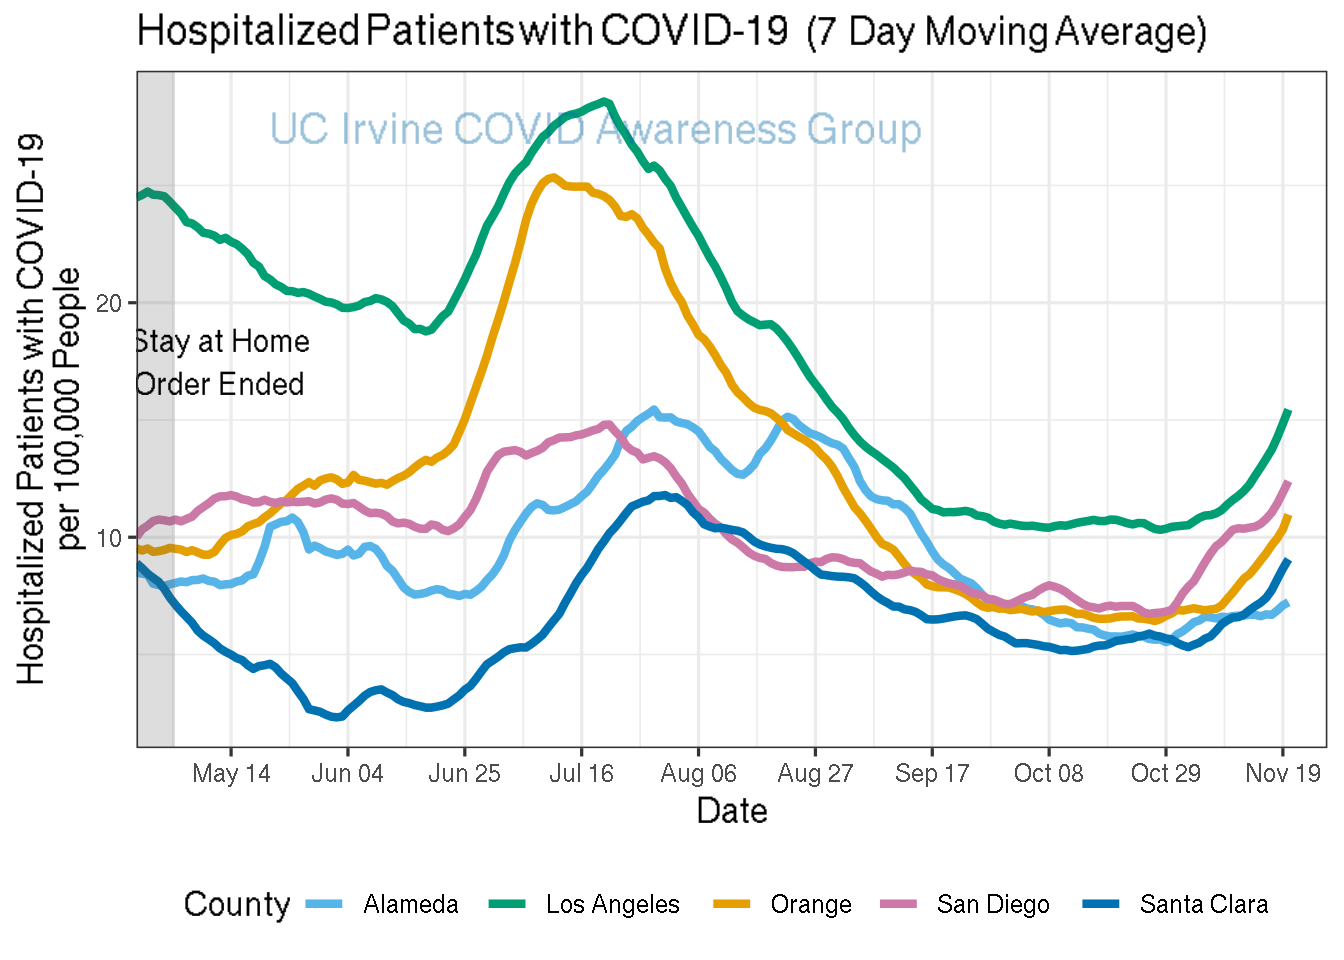 Hospitalized Patients with COVID-19 (7 Day Moving Average)
UC Irvine COVID Awareness Group
Hospitalized Patients with COVID-19
per 100,000 People
20
10
Stay at Home
Order Ended
May 14 Jun 04 Jun 25 Jul 16 Aug 06 Aug 27 Sep 17 Oct 08 Oct 29 Nov 19
Date
County Alameda Los Angeles Orange San Diego Santa Clara